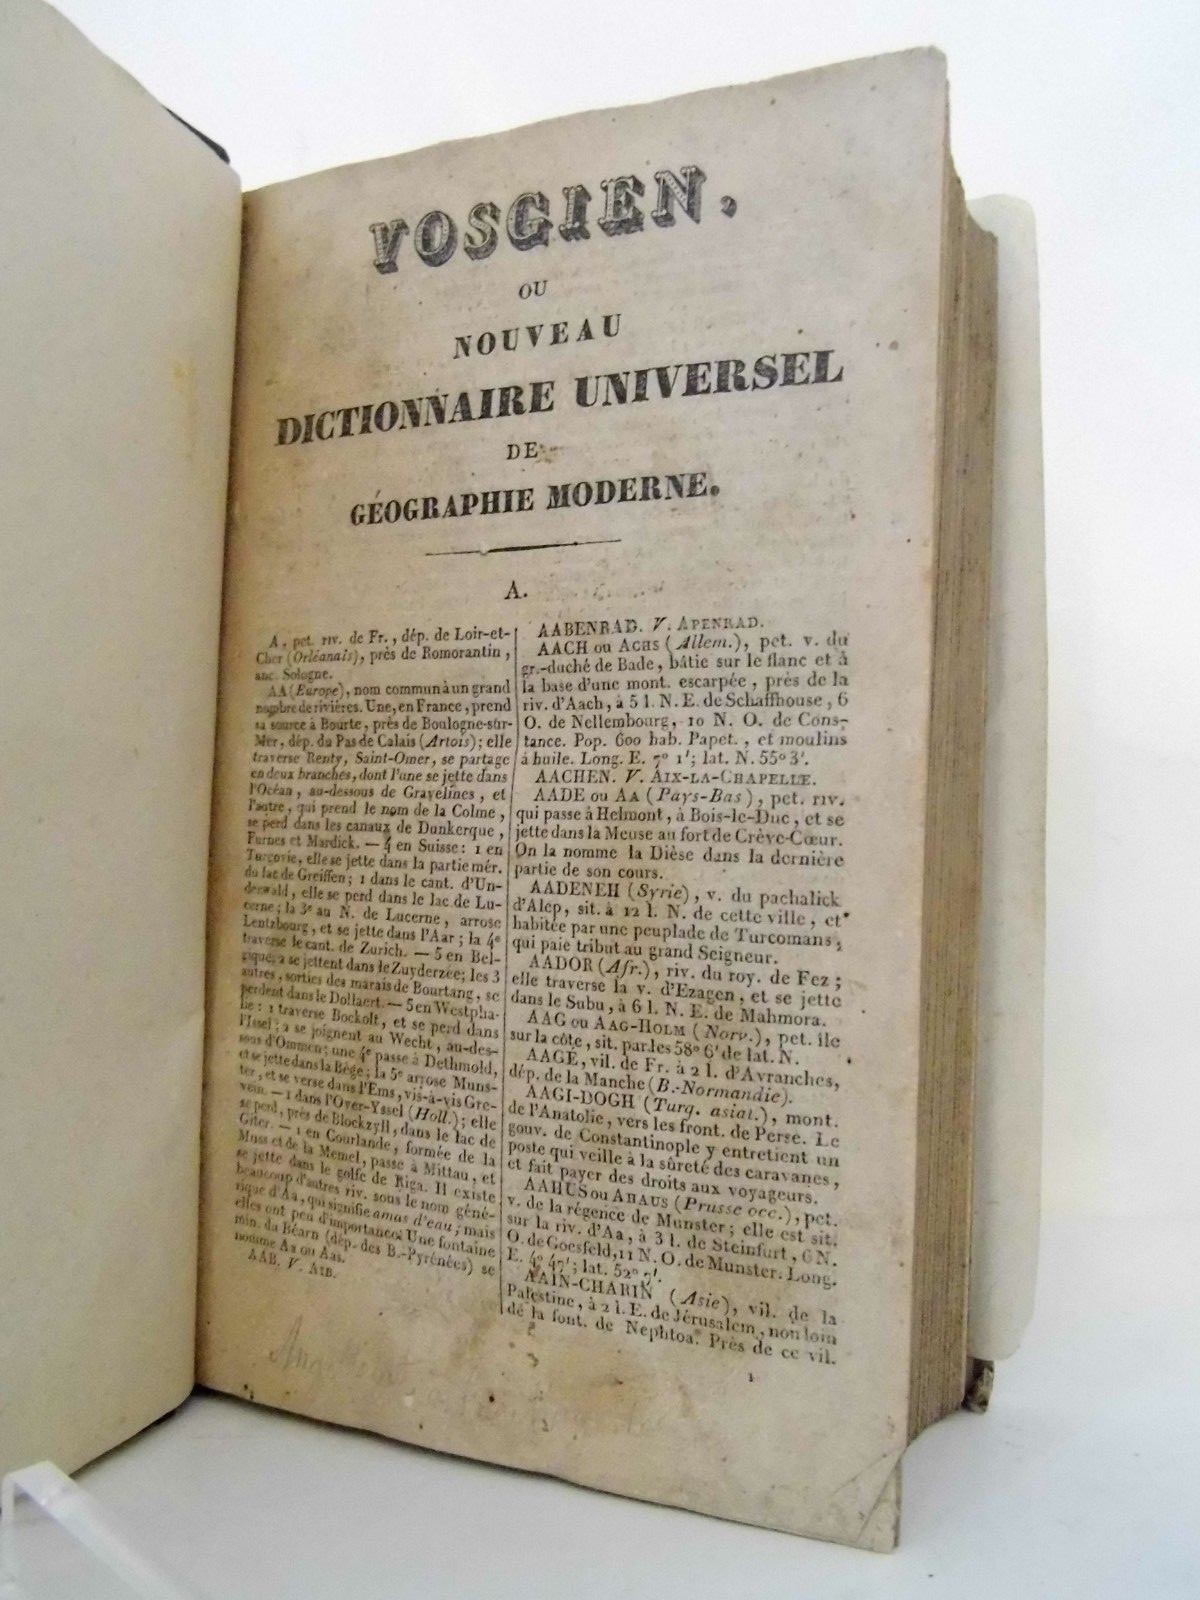 VOSGIEN,
OU
NOUVEAU
DICTIONNAIRE UNIVERSEL
DE
GÉOGRAPHIE MODERNE.
A.
A, pet. riv. de Fr., dép. de Loir-et-
Cher (Orléanais), près de Romorantin,
anc. Sologne.
AA (Europe), nom commun à un grand
nombre de rivières. Une, en France, prend
sa source à Bourte, près de Boulogne-sur-
Mer, dép. du Pas de Calais (Artois); elle
traverse Renty, Saint-Omer, se partage
en deux branches, dont l'une se jette dans
l'Océan, au-dessous de Gravelines, et
l'autre, qui prend le nom de la Colme,
se perd dans les canaux de Dunkerque,
Furnes et Mardick. — 4 en Suisse: 1 en
Turgovie, elle se jette dans la partie mér.
du lac de Greiffen; 1 dans le cant. d'Un-
derwald, elle se perd dans le lac de Lu-
cerne; la 3e au N. de Lucerne, arrose
Lentzbourg, et se jette dans l'Aar; la 4e
traverse le cant. de Zurich. — 5 en Bel-
gique; 2 se jettent dans le Zuyderzée; les 3
autres, sorties des marais de Bourtang, se
perdent dans le Dollaert. — 5 en Westpha-
lie: 1 traverse Bockolt, et se perd dans
l'Issel; 2 se joignent au Wecht, au-des-
sous d'Ommen; une 4e passe à Dethmold,
et se jette dans la Bège; la 5e arrose Muns-
ter, et se verse dans l'Ems, vis-à-vis Gre-
ven. — 1 dans l'Over-Yssel (Holl.); elle
se perd, près de Blockzyll, dans le lac de
Giter. — 1 en Courlande, formée de la
Muss et de la Memel, passe à Mittau, et
se jette dans le golfe de Riga. Il existe
beaucoup d'autres riv. sous le nom géné-
rique d'Aa, qui signifie amas d'eau; mais
elles ont peu d'importance. Une fontaine
min. du Béarn (dép. des B.-Pyrénées) se
nomme Aa ou Aas.
AAB. V. AIB.
AABENRAD. V. APENRAD.
AACH ou ACHS (Allem.), pet. v. du
gr.-duché de Bade, bâtie sur le flanc et à
la base d'une mont. escarpée, près de la
riv. d'Aach, à 5 l. N. E. de Schaffhouse, 6
O. de Nellembourg, 10 N. O. de Cons-
tance. Pop. 600 hab. Papet., et moulins
à huile. Long. E. 7° 1'; lat. N. 55° 3'.
AACHEN. V. AIX-LA-CHAPELLE.
AADE ou AA (Pays-Bas), pet. riv.
qui passe à Helmont, à Bois-le-Duc, et se
jette dans la Meuse au fort de Crève-Cœur.
On la nomme la Dièse dans la dernière
partie de son cours.
AADENEH (Syrie), v. du pachalick
d'Alep, sit. à 12 l. N. de cette ville, et
habitée par une peuplade de Turcomans,
qui paie tribut au grand Seigneur.
AADOR (Afr.), riv. du roy. de Fez;
elle traverse la v. d'Ezagen, et se jette
dans le Subu, à 6 l. N. E. de Mahmora.
AAG ou AAG-HOLM (Norv.), pet. île
sur la côte, sit. par les 58° 6' de lat. N.
AAGÉ, vil. de Fr. à 2 l. d'Avranches,
dép. de la Manche (B.-Normandie).
AAGI-DOGH (Turq. asiat.), mont.
de l'Anatolie, vers les front. de Perse. Le
gouv. de Constantinople y entretient un
poste qui veille à la sûreté des caravanes,
et fait payer des droits aux voyageurs.
AAHUS ou AHAUS (Prusse occ.), pet.
v. de la régence de Munster; elle est sit.
sur la riv. d'Aa, à 3 l. de Steinfurt, 6 N.
O. de Goesfeld, 11 N. O. de Munster. Long.
E. 4° 47'; lat. 52° 7'.
AAIN-CHARIN (Asie), vil. de la
Palestine, à 2 l. E. de Jérusalem, non loin
de la font. de Nephtoa. Près de ce vil.
1